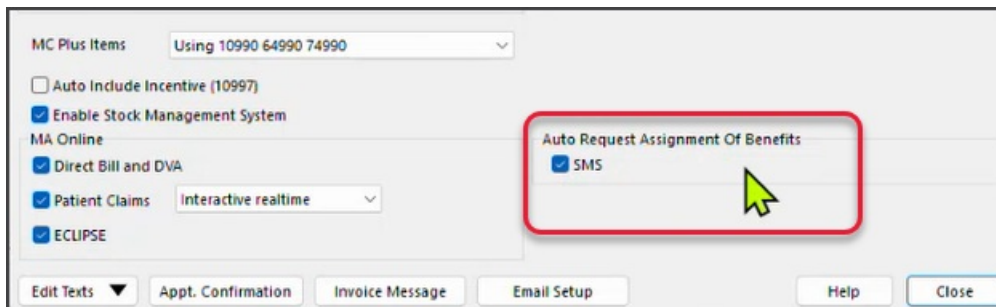 MC Plus Items
Using 10990 64990 74990
Auto Include Incentive (10997)
Enable Stock Management System
MA Online
Direct Bill and DVA
Patient Claims
Interactive realtime
ECLIPSE
Auto Request Assignment Of Benefits
SMS
Edit Texts
Appt. Confirmation
Invoice Message
Email Setup
Help
Close